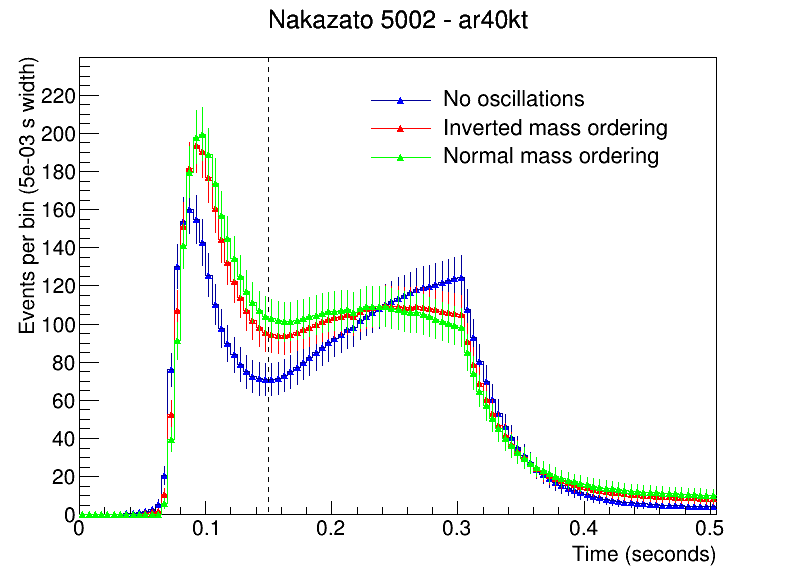 Nakazato 5002 - ar40kt
Events per bin (5e-03 s width)
No oscillations
Inverted mass ordering
Normal mass ordering
220
200
180
160
140
120
100
80
60
40
20
0
0 0.1 0.2 0.3 0.4 0.5
Time (seconds)